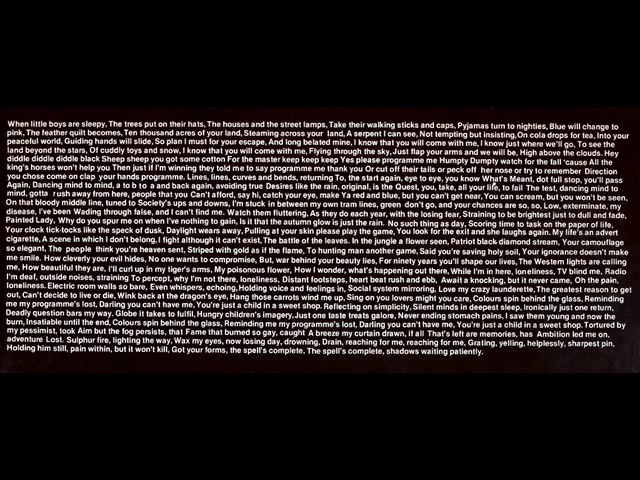 When little boys are sleepy, The trees put on their hats, The houses and the street lamps, Take their walking sticks and caps, Pyjamas turn to nighties, Blue will change to
pink, The feather quilt becomes, Ten thousand acres of your land, Steaming across your land, A serpent I can see, Not tempting but insisting, On cola drops for tea, Into your
peaceful world, Guiding hands will slide, So plan I must for your escape, And long belated mine, I know that you will come with me, I know just where we'll go, To see the
land beyond the stars, Of cuddly toys and snow, I know that you will come with me, Flying through the sky, Just flap your arms and we will be, High above the clouds. Hey
diddle diddle diddle black Sheep sheep you got some cotton For the master keep keep keep Yes please programme me Humpty Dumpty watch for the fall 'cause All the
king's horses won't help you Then just if I'm winning they told me to say programme me thank you Or cut off their tails or peck off her nose or try to remember Direction
you chose come on clap your hands programme. Lines, lines, curves and bends, returning To, the start again, eye to eye, you know What's Meant, dot full stop, you'll pass
Again, Dancing mind to mind, a to b to a and back again, avoiding true Desires like the rain, original, is the Quest, you, take, all your life, to fail The test, dancing mind to
mind, gotta rush away from here, people that you Can't afford, say hi, catch your eye, make Ya red and blue, but you can't get near, You can scream, but you won't be seen,
On that bloody middle line, tuned to Society's ups and downs, I'm stuck in between my own tram lines, green don't go, and your chances are so, so, Low, exterminate, my
disease, I've been Wading through false, and I can't find me. Watch them fluttering, As they do each year, with the losing fear, Straining to be brightest just to dull and fade,
Painted Lady, Why do you spur me on when I've nothing to gain, Is it that the autumn glow is just the rain. No such thing as day, Scoring time to task on the paper of life,
Your clock tick-tocks like the speck of dusk, Daylight wears away, Pulling at your skin please play the game, You look for the exit and she laughs again. My life's an advert
cigarette, A scene in which I don't belong, I fight although it can't exist, The battle of the leaves. In the jungle a flower seen, Patriot black diamond stream, Your camouflage
so elegant, The people think you're heaven sent, Striped with gold as if the flame, To hunting man another game, Said you're saving holy soil, Your ignorance doesn't make
me smile. How cleverly your evil hides, No one wants to compromise, But, war behind your beauty lies, For ninety years you'll shape our lives, The Western lights are calling
me, How beautiful they are, I'll curl up in my tiger's arms, My poisonous flower, How I wonder, what's happening out there, While I'm in here, loneliness, TV blind me, Radio
I'm deaf, outside noises, straining To percept, why I'm not there, loneliness, Distant footsteps, heart beat rush and ebb, Await a knocking, but it never came, Oh the pain,
loneliness. Electric room walls so bare, Even whispers, echoing, Holding voice and feelings in, Social system mirroring, Love my crazy laundrette, The greatest reason to get
out, Can't decide to live or die, Wink back at the dragon's eye, Hang those carrots wind me up, Sing on you lovers might you care, Colours spin behind the glass, Reminding
me my programme's lost, Darling you can't have me, You're just a child in a sweet shop. Reflecting on simplicity, Silent minds in deepest sleep, Ironically just one return,
Deadly question bars my way. Globe it takes to fulfil, Hungry children's imagery, Just one taste treats galore, Never ending stomach pains, I saw them young and now the
burn, Insatiable until the end, Colours spin behind the glass, Reminding me my programme's lost, Darling you can't have me, You're just a child in a sweet shop. Tortured by
my pessimist, took Aim but the fog persists, that Fame that burned so gay, caught A breeze my curtain drawn, if all That's left are memories, has Ambition led me on,
adventure Lost. Sulphur fire, lighting the way, Wax my eyes, now losing day, drowning, Drain, reaching for me, reaching for me, Grating, yelling, helplessly, sharpest pin,
Holding him still, pain within, but it won't kill, Got your forms, the spell's complete, The spell's complete, shadows waiting patiently.